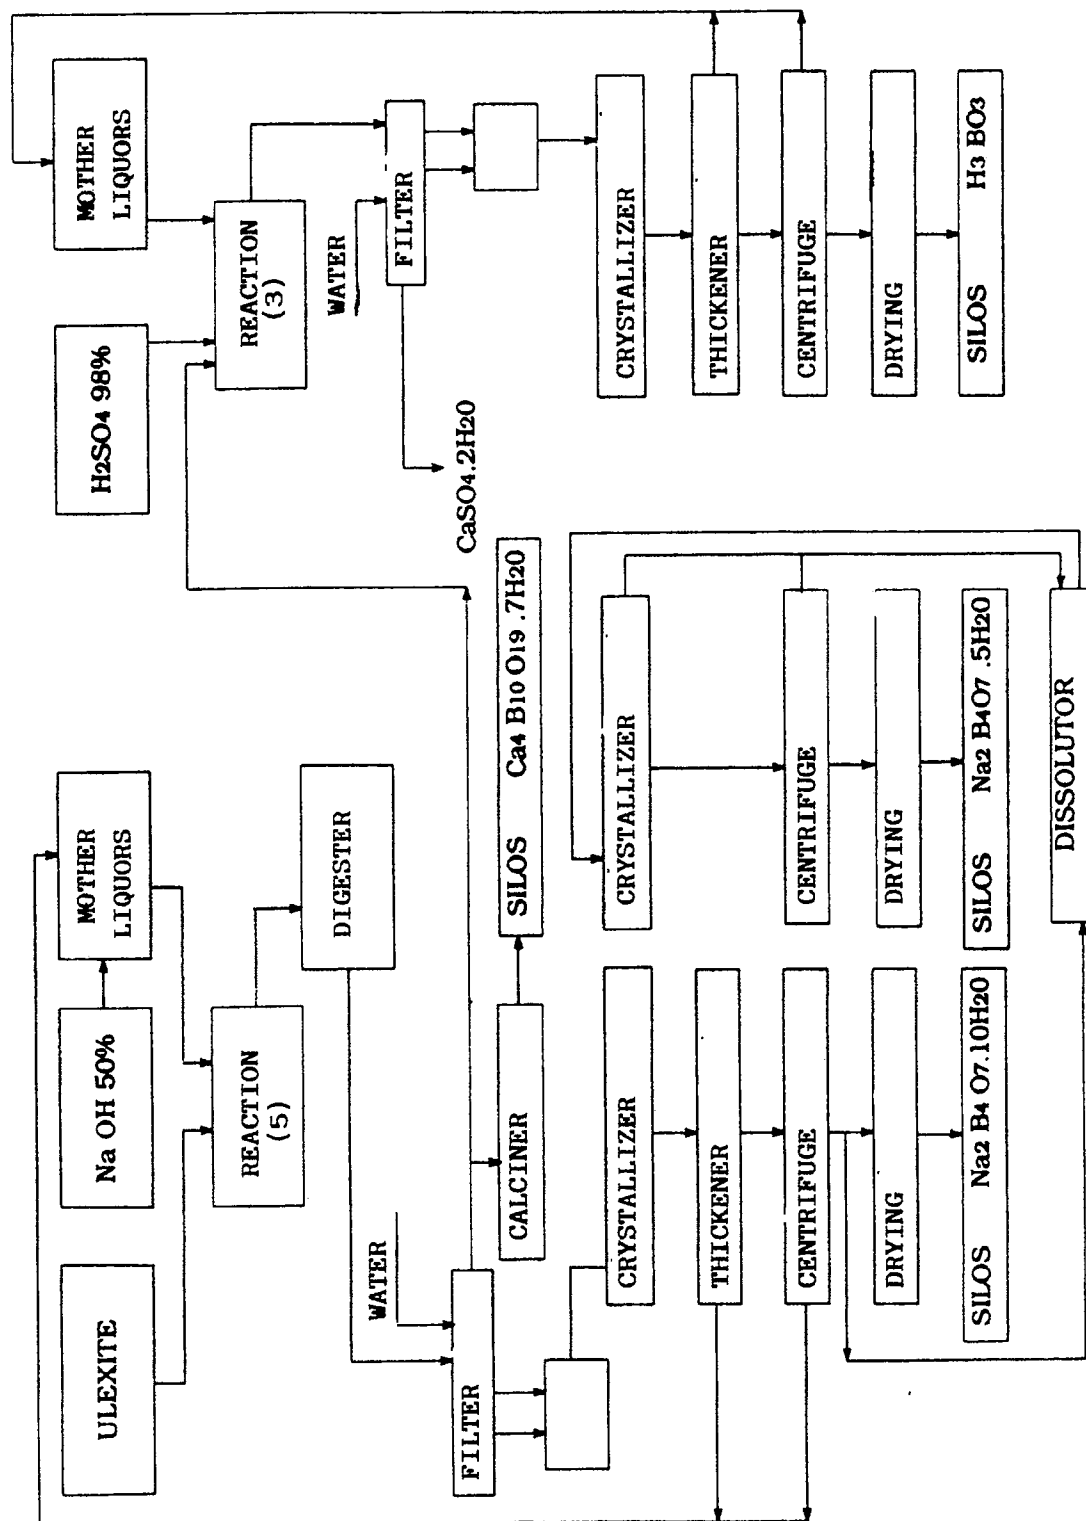 ULEXITE
Na OH 50%
MOTHER
LIQUORS
H2SO4 98%
MOTHER
LIQUORS
REACTION
(5)
REACTION
(3)
DIGESTER
WATER
WATER
FILTER
FILTER
CaSO4.2H2O
CALCINER
SILOS Ca4 B10 O19 .7H2O
CRYSTALLIZER
CRYSTALLIZER
CRYSTALLIZER
THICKENER
THICKENER
CENTRIFUGE
CENTRIFUGE
CENTRIFUGE
DRYING
DRYING
DRYING
SILOS Na2 B4 O7.10H2O
SILOS Na2 B4O7 .5H2O
SILOS H3 BO3
DISSOLUTOR